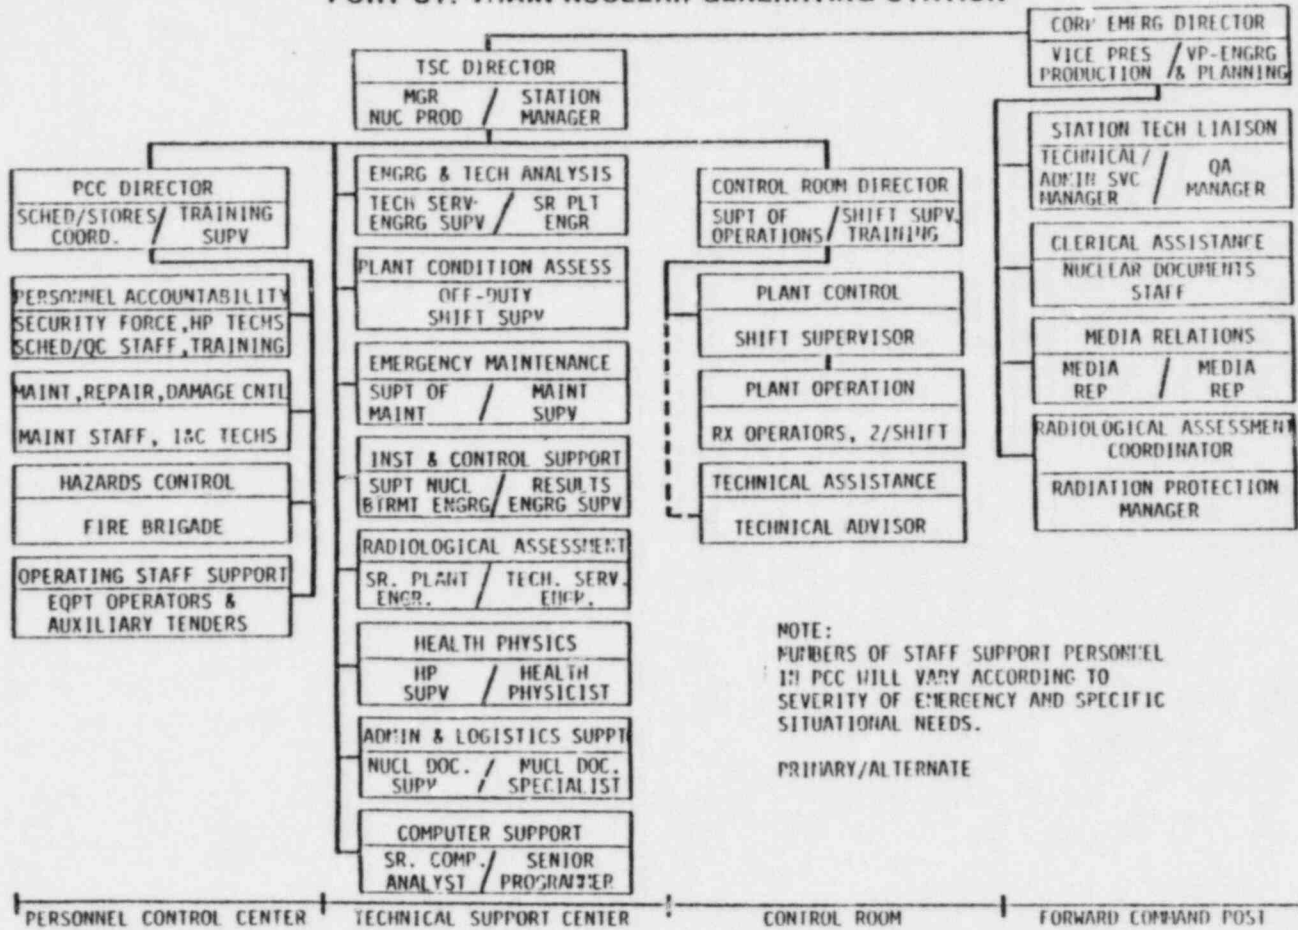 NUCLEAR GENERATING STATION
CORP EMERG DIRECTOR
VICE PRES / VP-ENGRG
PRODUCTION / & PLANNING
TSC DIRECTOR
MGR / STATION
NUC PROD / MANAGER
PCC DIRECTOR
SCHED/STORES / TRAINING
COORD. / SUPV
PERSONNEL ACCOUNTABILITY
SECURITY FORCE, HP TECHS
SCHED/QC STAFF, TRAINING
MAINT, REPAIR, DAMAGE CNTL
MAINT STAFF, I&C TECHS
HAZARDS CONTROL
FIRE BRIGADE
OPERATING STAFF SUPPORT
EQPT OPERATORS &
AUXILIARY TENDERS
ENGRG & TECH ANALYSIS
TECH SERV- / SR PLT
ENGRG SUPV / ENGR
PLANT CONDITION ASSESS
OFF-DUTY
SHIFT SUPV
EMERGENCY MAINTENANCE
SUPT OF / MAINT
MAINT / SUPV
INST & CONTROL SUPPORT
SUPT NUCL / RESULTS
BTRMT ENGRG / ENGRG SUPV
RADIOLOGICAL ASSESSMENT
SR. PLANT / TECH. SERV.
ENGR. / ENGR.
HEALTH PHYSICS
HP / HEALTH
SUPV / PHYSICIST
ADMIN & LOGISTICS SUPPT
NUCL DOC. / NUCL DOC.
SUPV / SPECIALIST
COMPUTER SUPPORT
SR. COMP. / SENIOR
ANALYST / PROGRAMMER
CONTROL ROOM DIRECTOR
SUPT OF / SHIFT SUPV.
OPERATIONS / TRAINING
PLANT CONTROL
SHIFT SUPERVISOR
PLANT OPERATION
RX OPERATORS, 2/SHIFT
TECHNICAL ASSISTANCE
TECHNICAL ADVISOR
STATION TECH LIAISON
TECHNICAL / QA
ADMIN SVC / MANAGER
MANAGER
CLERICAL ASSISTANCE
NUCLEAR DOCUMENTS
STAFF
MEDIA RELATIONS
MEDIA / MEDIA
REP / REP
RADIOLOGICAL ASSESSMENT
COORDINATOR
RADIATION PROTECTION
MANAGER
NOTE:
NUMBERS OF STAFF SUPPORT PERSONNEL
IN PCC WILL VARY ACCORDING TO
SEVERITY OF EMERGENCY AND SPECIFIC
SITUATIONAL NEEDS.
PRIMARY/ALTERNATE
PERSONNEL CONTROL CENTER
TECHNICAL SUPPORT CENTER
CONTROL ROOM
FORWARD COMMAND POST